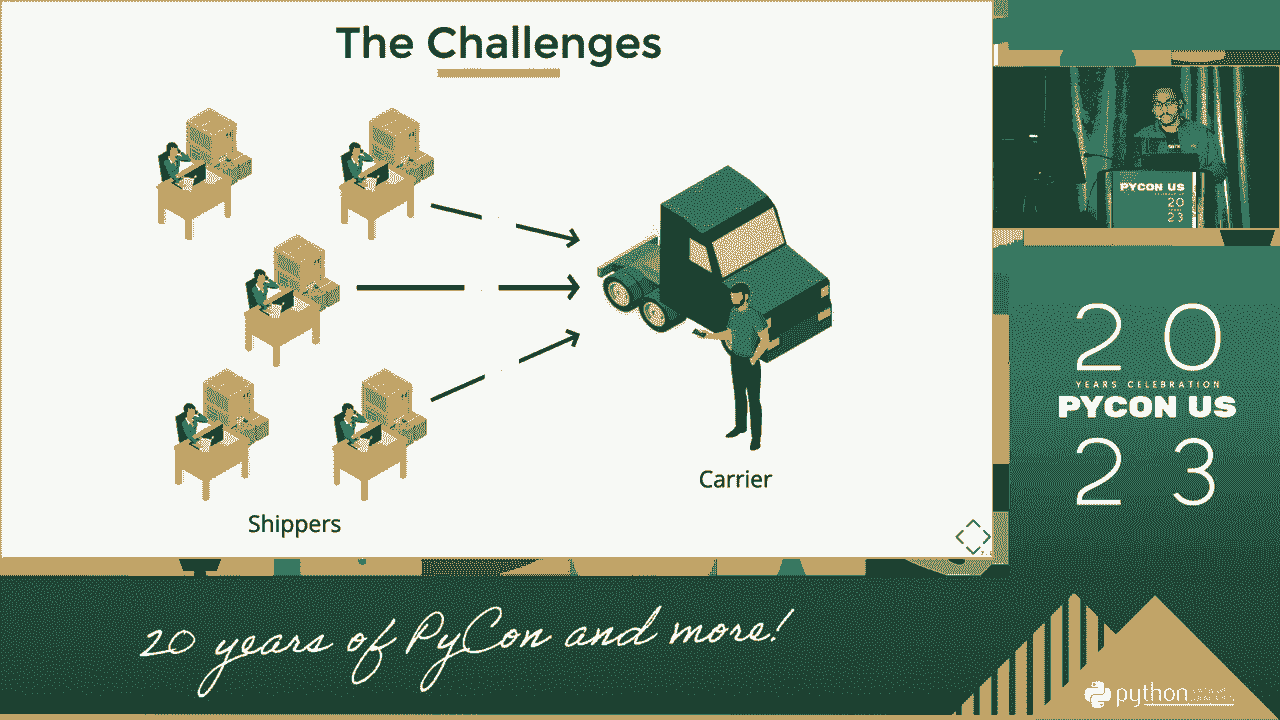 The Challenges
Shippers
Carrier
PYCON US
20
23
20
YEARS CELEBRATION
PYCON US
23
20 years of PyCon and more!
python